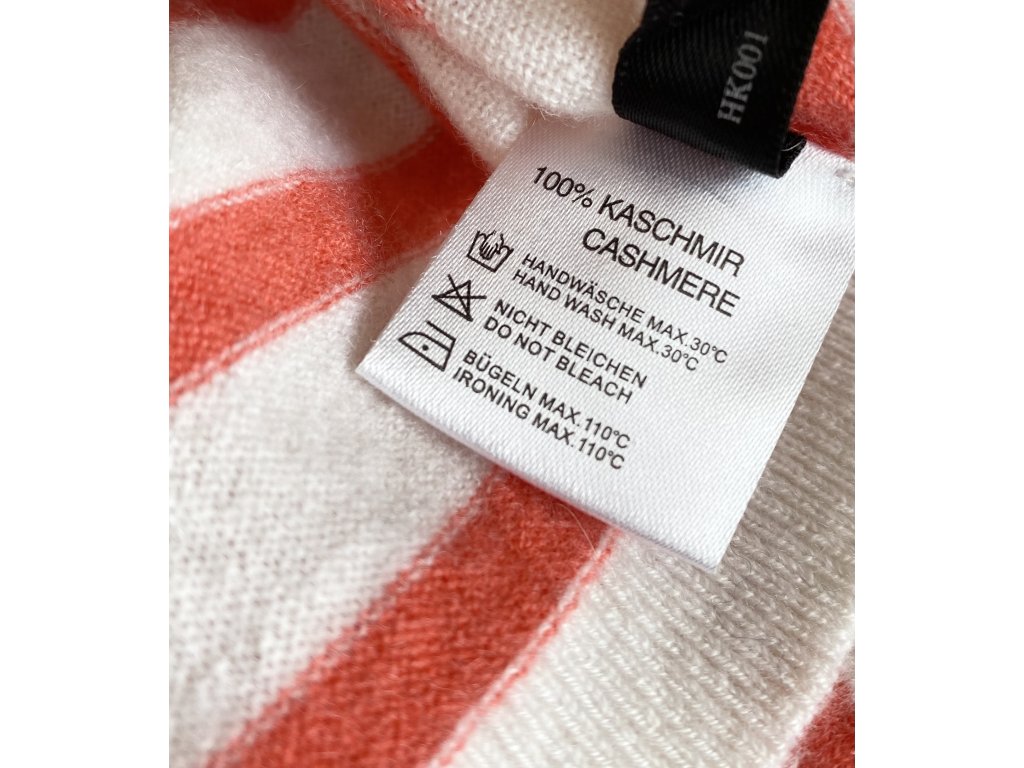 HK001
100% KASCHMIR
CASHMERE
HANDWÄSCHE MAX.30°C
HAND WASH MAX.30°C
NICHT BLEICHEN
DO NOT BLEACH
BÜGELN MAX.110°C
IRONING MAX.110°C